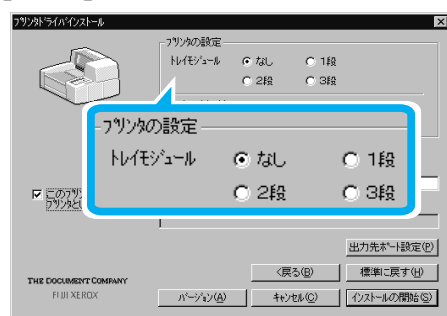 プリンタドライバインストール
プリンタの設定
トレイモジュール
なし
1段
2段
3段
プリンタの設定
トレイモジュール
なし
1段
2段
3段
出力先ポート設定(P)
<戻る(B)
標準に戻す(H)
THE DOCUMENT COMPANY
FUJI XEROX
バージョン(A)
キャンセル(C)
インストールの開始(S)